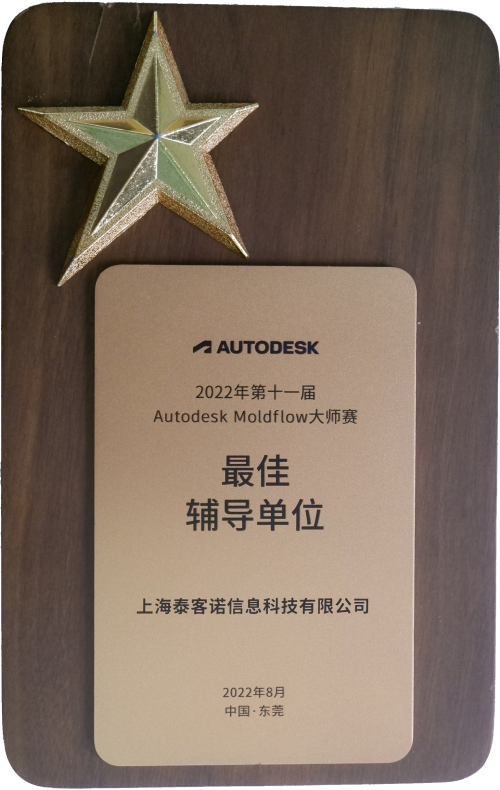 AUTODESK
2022年第十一届
Autodesk Moldflow大师赛
最佳
辅导单位
上海泰客诺信息科技有限公司
2022年8月
中国·东莞